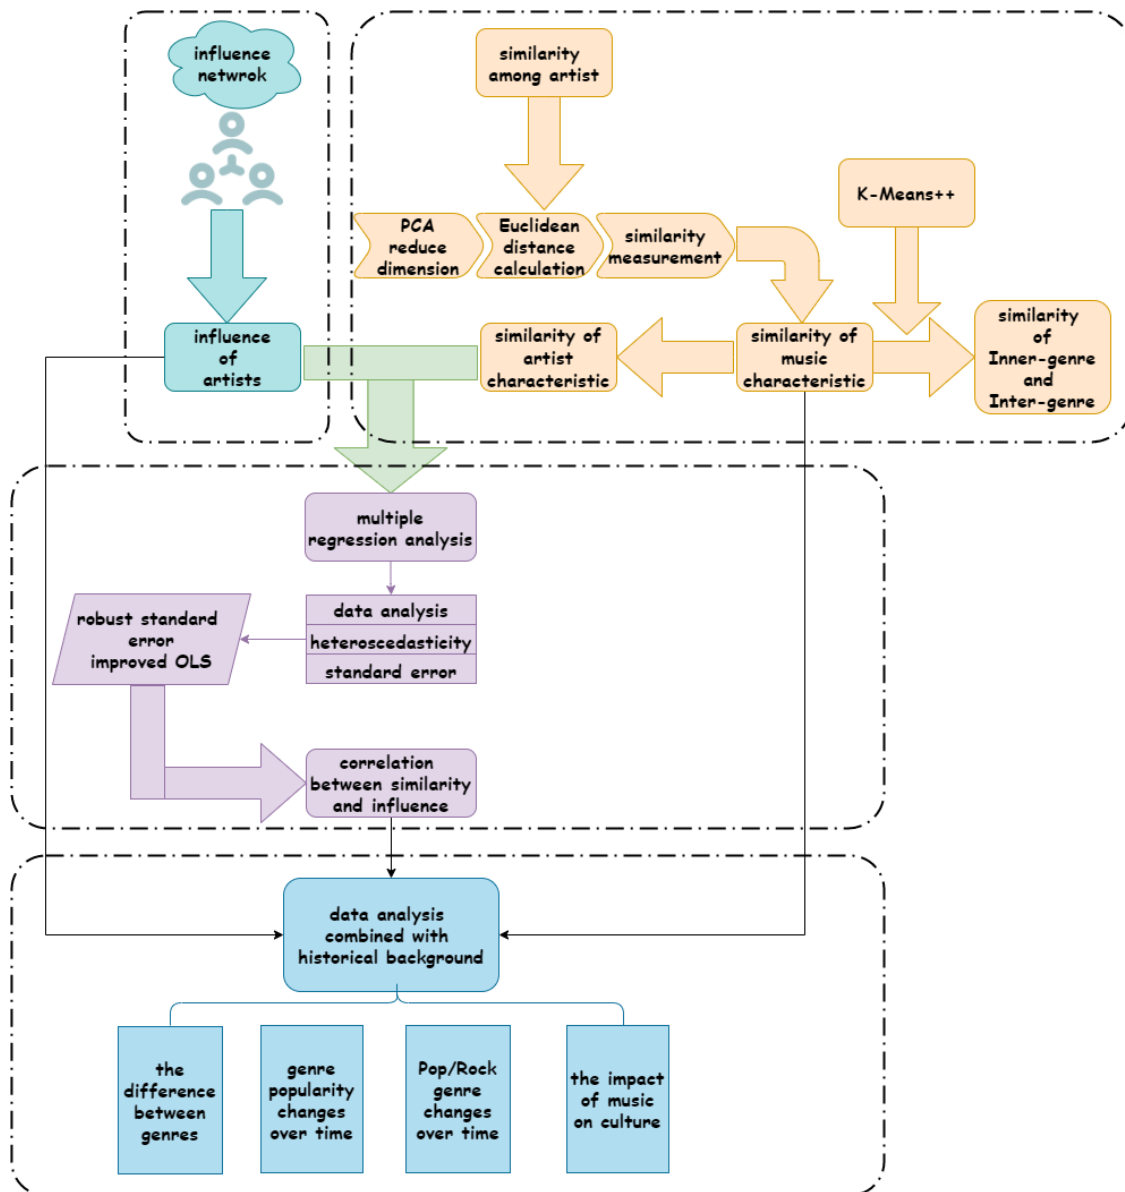 influence
netwrok
similarity
among artist
K-Means++
PCA
reduce
dimension
Euclidean
distance
calculation
similarity
measurement
influence
of
artists
similarity of
artist
characteristic
similarity of
music
characteristic
similarity
of
Inner-genre
and
Inter-genre
multiple
regression analysis
data analysis
heteroscedasticity
standard error
robust standard
error
improved OLS
correlation
between similarity
and influence
data analysis
combined with
historical background
the
difference
between
genres
genre
popularity
changes
over time
Pop/Rock
genre
changes
over time
the impact
of music
on culture